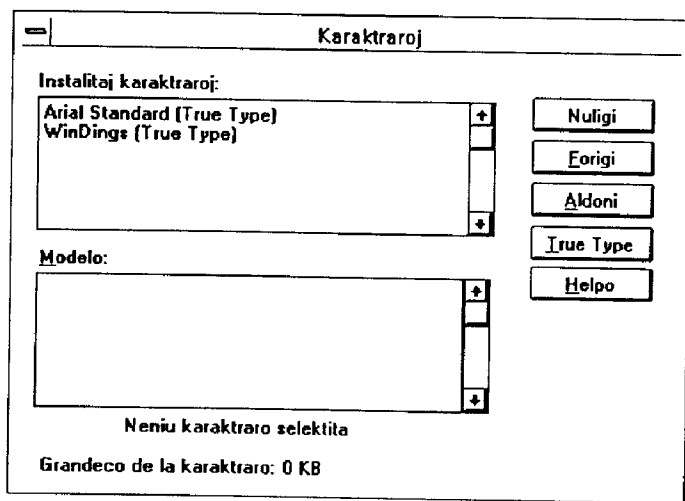 Karaktraroj
Instalitaj karaktraroj:
Arial Standard (True Type)
WinDings (True Type)
Nuligi
Forigi
Aldoni
True Type
Helpo
Modelo:
Neniu karaktraro selektita
Grandeco de la karaktraro: 0 KB